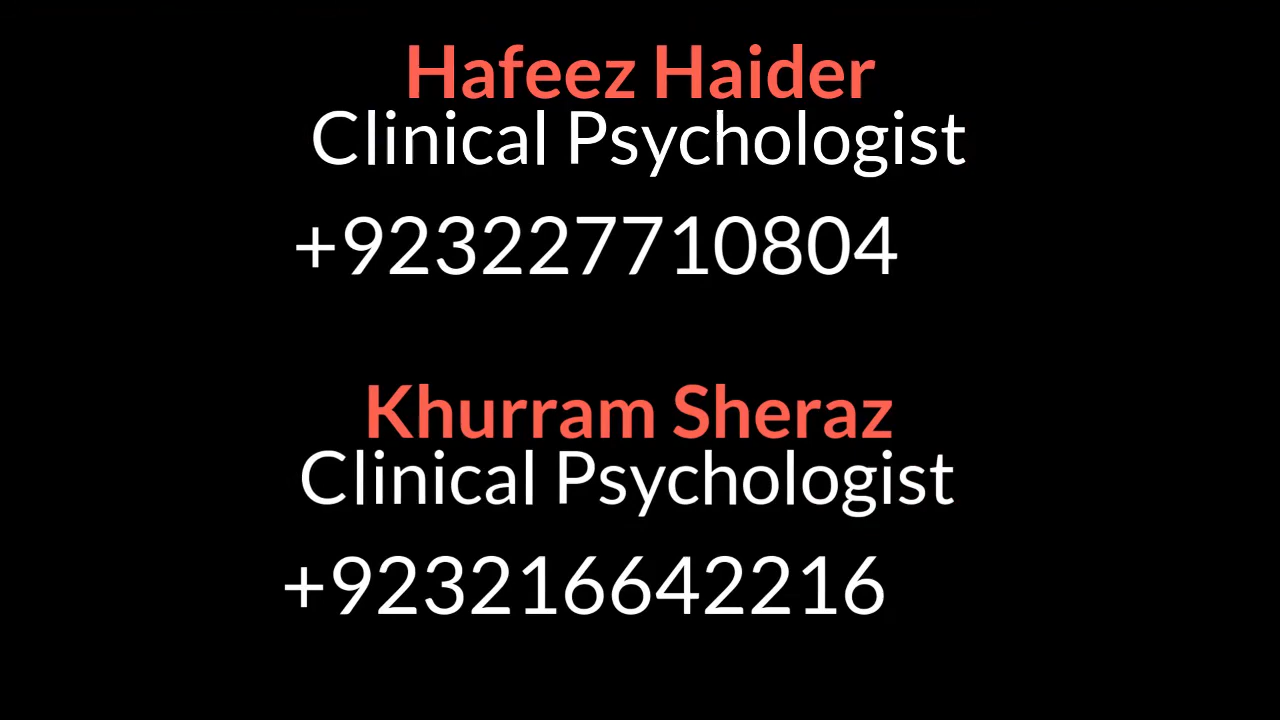 Hafeez Haider
Clinical Psychologist
+923227710804
Khurram Sheraz
Clinical Psychologist
+923216642216